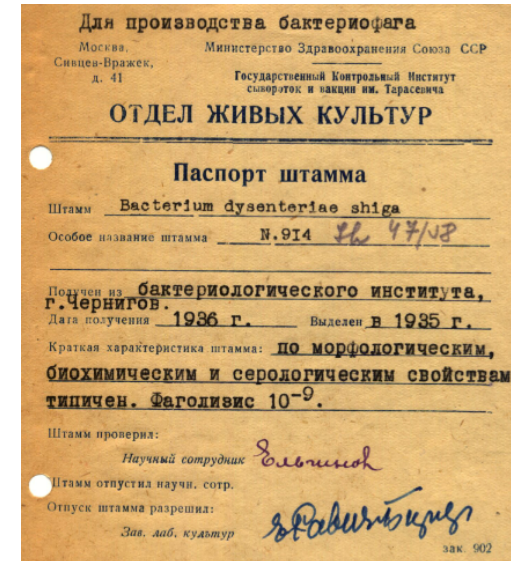 Для производства бактериофага
Москва,
Сивцев-Вражек,
д. 41
Министерство Здравоохранения Союза ССР
Государственный Контрольный Институт
сывороток и вакцин им. Тарасевича
ОТДЕЛ ЖИВЫХ КУЛЬТУР
Паспорт штамма
Штамм Bacterium dysenteriae shiga
Особое название штамма N.914 Sh 47/58
Получен из бактериологического института,
г.Чернигов.
Дата получения 1936 г. Выделен в 1935 г.
Краткая характеристика штамма: по морфологическим,
биохимическим и серологическим свойствам
типичен. Фаголизис 10-9.
Штамм проверил:
Научный сотрудник
Штамм отпустил научн. сотр.
Отпуск штамма разрешил:
Зав. лаб. культур
зак. 902